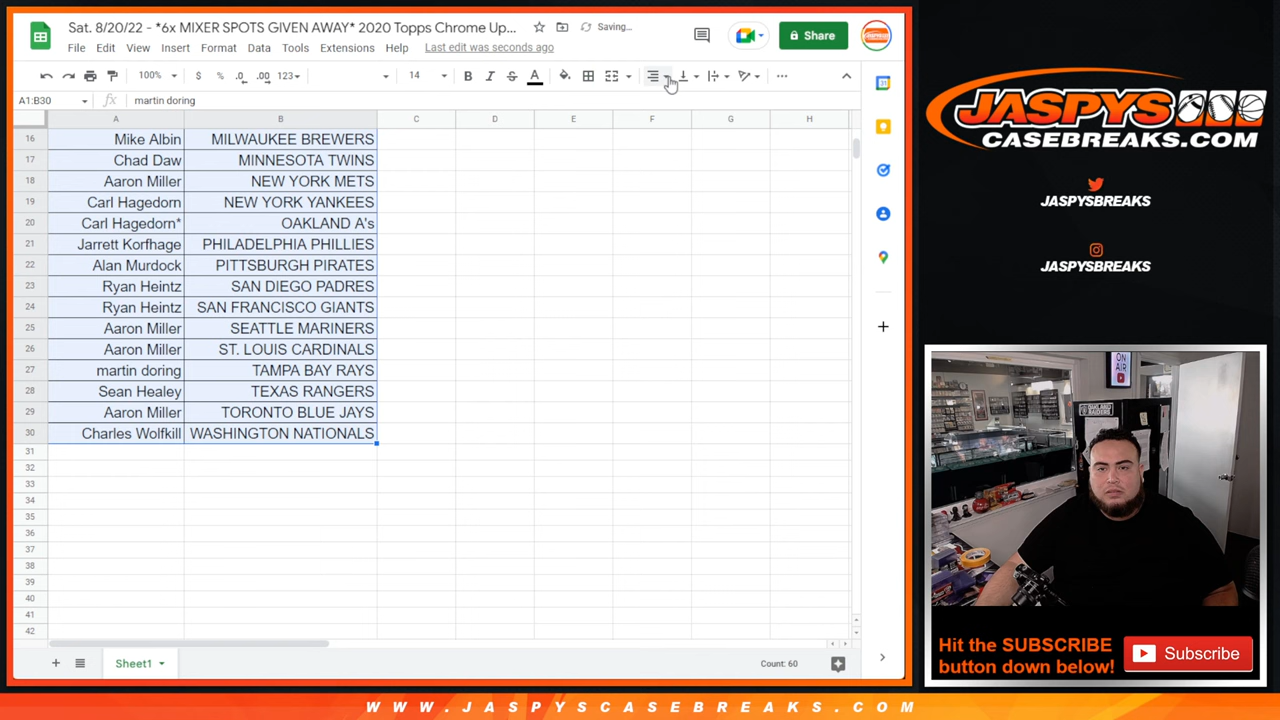 Sat. 8/20/22 - *6x MIXER SPOTS GIVEN AWAY* 2020 Topps Chrome Up...
Saving...
Share
File Edit View Insert Format Data Tools Extensions Help Last edit was seconds ago
100% $ % .0 .00 123 14 B I S A
A1:B30 fx martin doring
A B C D E F G H
16 Mike Albin MILWAUKEE BREWERS
17 Chad Daw MINNESOTA TWINS
18 Aaron Miller NEW YORK METS
19 Carl Hagedorn NEW YORK YANKEES
20 Carl Hagedorn* OAKLAND A's
21 Jarrett Korfhage PHILADELPHIA PHILLIES
22 Alan Murdock PITTSBURGH PIRATES
23 Ryan Heintz SAN DIEGO PADRES
24 Ryan Heintz SAN FRANCISCO GIANTS
25 Aaron Miller SEATTLE MARINERS
26 Aaron Miller ST. LOUIS CARDINALS
27 martin doring TAMPA BAY RAYS
28 Sean Healey TEXAS RANGERS
29 Aaron Miller TORONTO BLUE JAYS
30 Charles Wolfkill WASHINGTON NATIONALS
31
32
33
34
35
36
37
38
39
40
41
42
Sheet1
Count: 60
JASPYS
CASEBREAKS.COM
JASPYSBREAKS
JASPYSBREAKS
ON
AIR
Hit the SUBSCRIBE
button down below!
Subscribe
WWW.JASPYSCASEBREAKS.COM